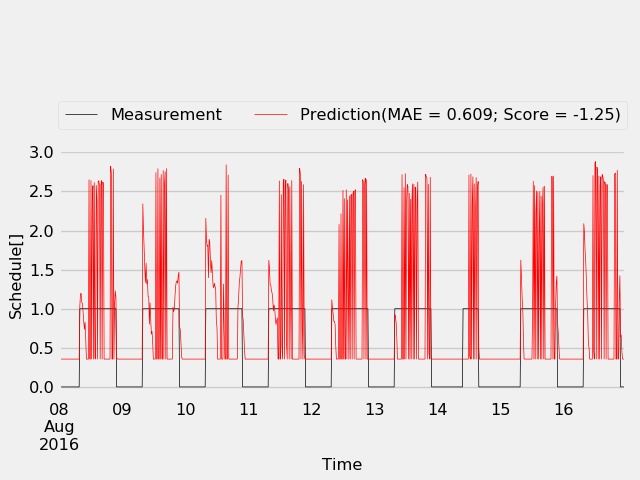 Measurement
Prediction(MAE = 0.609; Score = -1.25)
3.0
2.5
2.0
1.5
1.0
0.5
0.0
Schedule[]
08 09 10 11 12 13 14 15 16
Aug
2016
Time